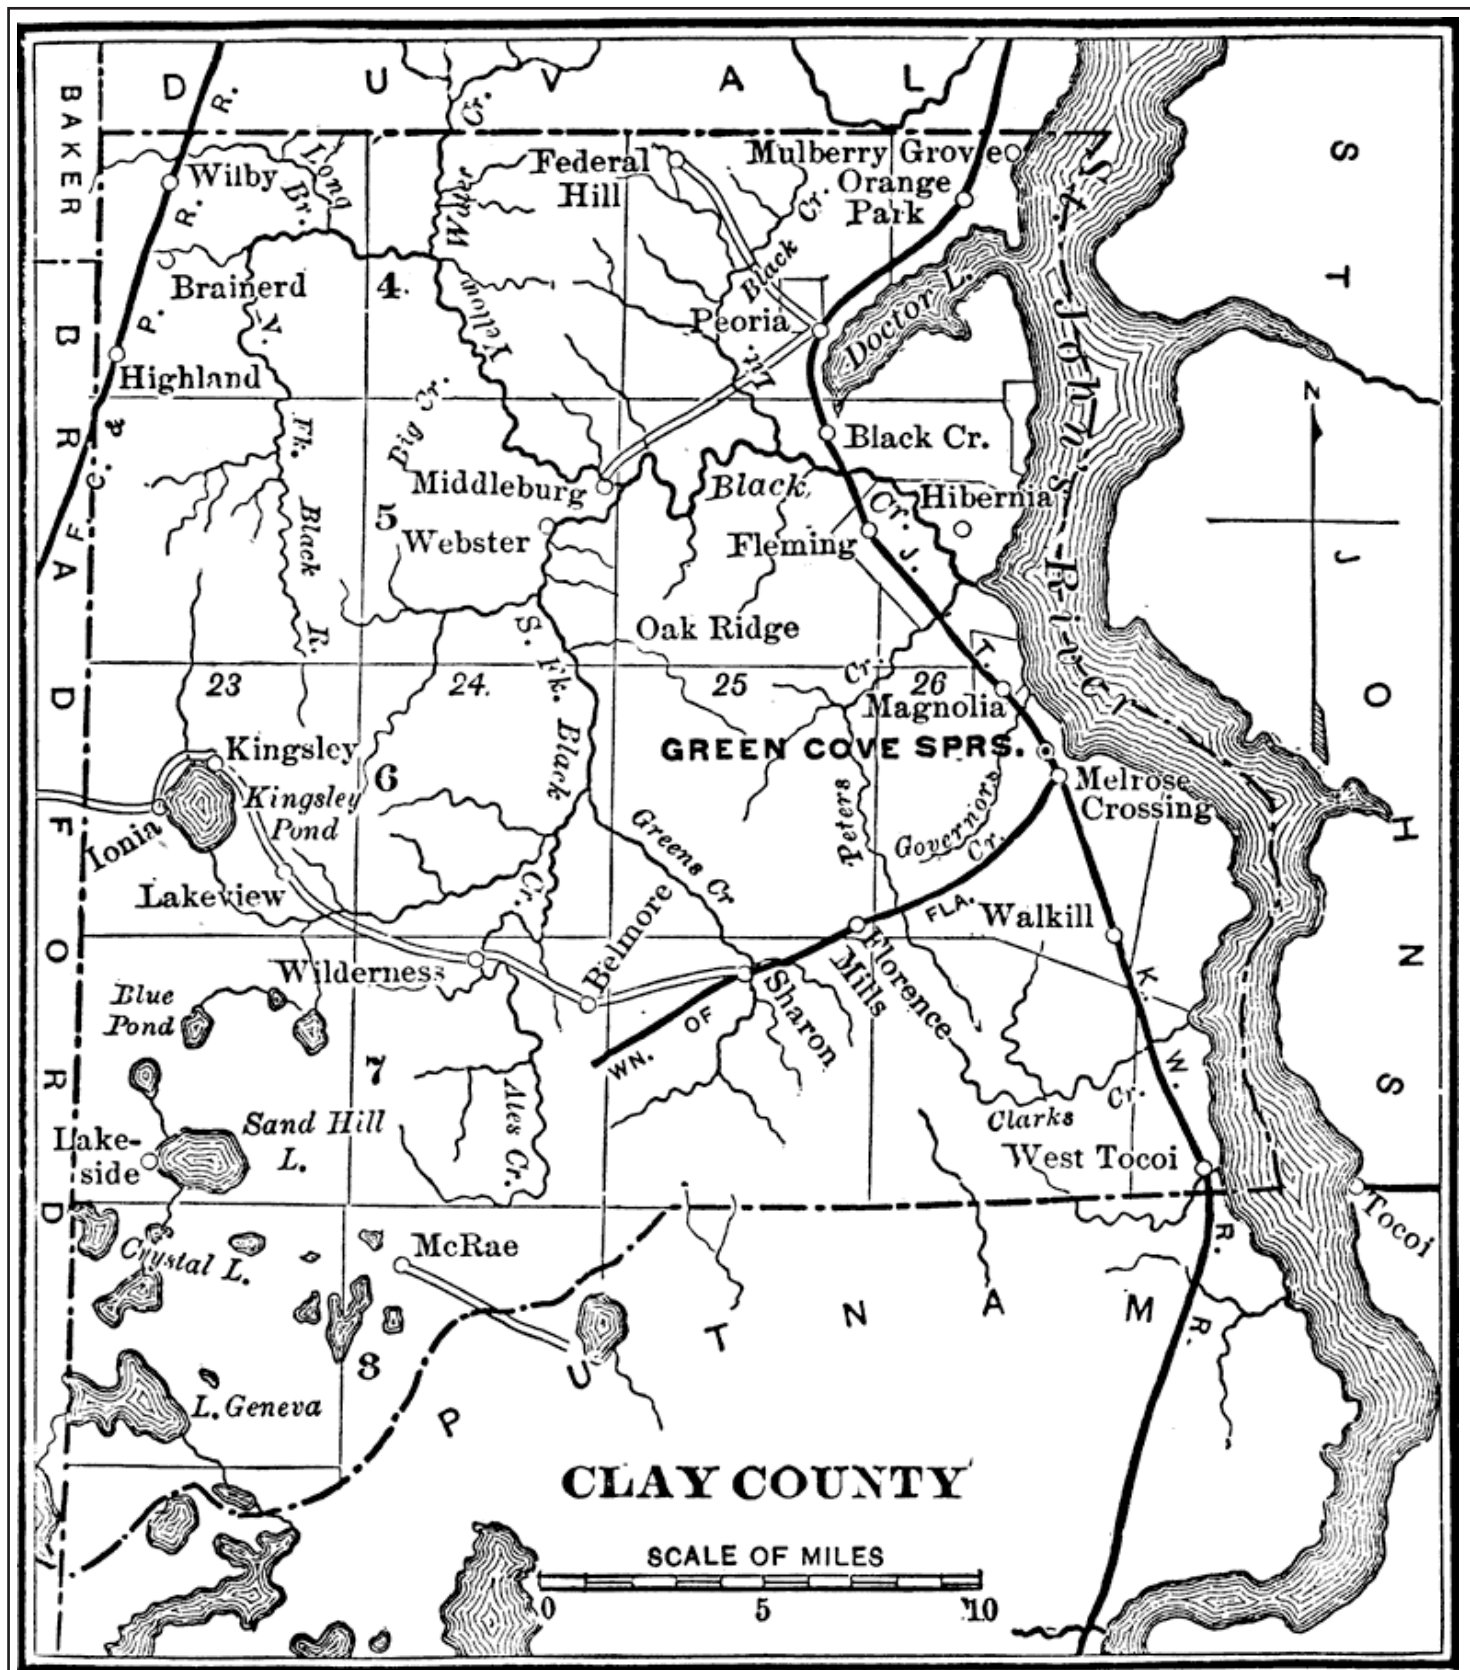 D U V A L
BAKER
R.
Cr.
Long
Br.
Wilby
R.
Federal
Hill
Mulberry Grove
Orange
Park
Cr.
St. John's River
S T J O H N S
Brainerd
P.
4.
Yellow
Water
Black
Peoria
Lit.
Doctor L.
N.
Highland
B R A D F O R D
&
C.
F
Fk.
Black
R.
Big Cr.
Middleburg
Black Cr.
N
Black
Cr.
Hibernia
5
Webster
Fleming
J.
Oak Ridge
S. Fk. Black
Cr.
T.
23
24.
25
26
Magnolia
GREEN COVE SPRS.
Kingsley
Kingsley
Pond
6
Ionia
Melrose
Crossing
Peters
Governors
Cr.
Greens Cr
Lakeview
Cr.
Belmore
FLA.
Walkill
Wilderness
Florence
Mills
K.
Blue
Pond
Sharon
OF
WN.
7
W.
Ates Cr.
Clarks
Cr.
Sand Hill
L.
Lake-
side
West Tocoi
Tocoi
R.
Crystal L.
McRae
P U T N A M
R.
8
L. Geneva
CLAY COUNTY
SCALE OF MILES
0 5 10